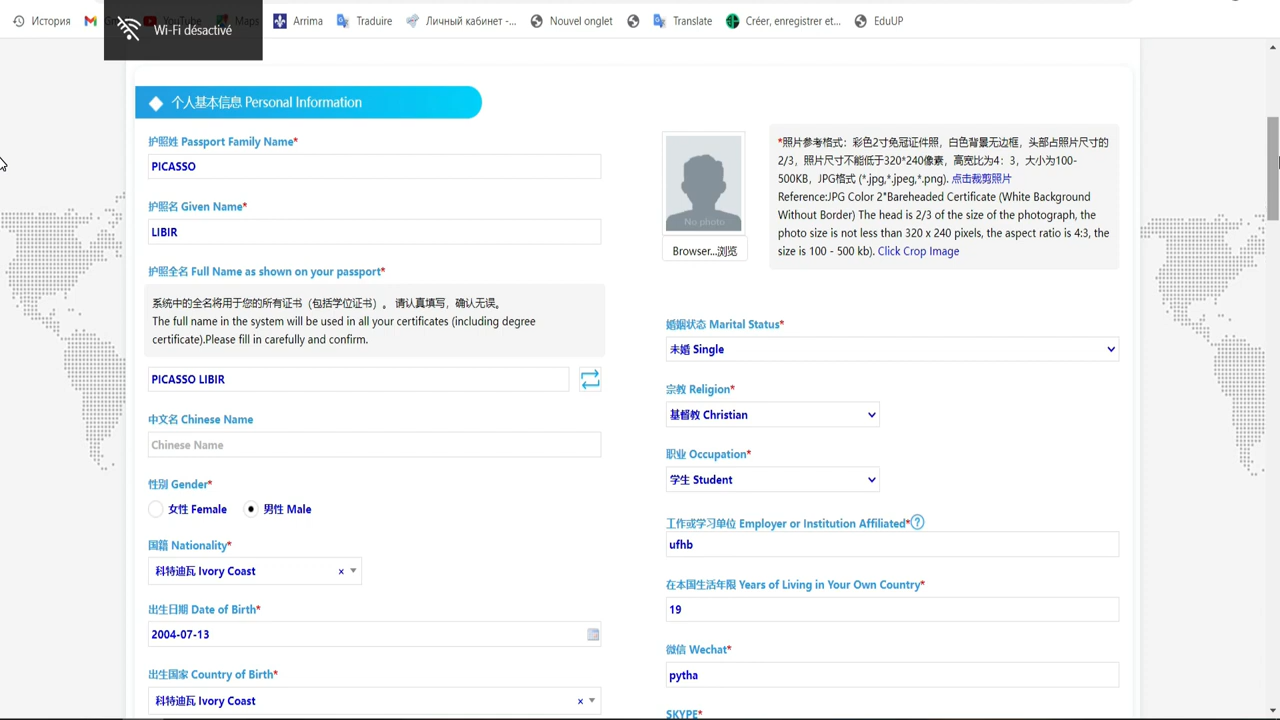 История
YouTube
Maps
Arrima
Traduire
Личный кабинет -...
Nouvel onglet
Translate
Créer, enregistrer et...
EduUP
Wi-Fi désactivé
个人基本信息 Personal Information
护照姓 Passport Family Name*
PICASSO
护照名 Given Name*
LIBIR
护照全名 Full Name as shown on your passport*
系统中的全名将用于您的所有证书（包括学位证书）。 请认真填写，确认无误。
The full name in the system will be used in all your certificates (including degree
certificate).Please fill in carefully and confirm.
PICASSO LIBIR
中文名 Chinese Name
Chinese Name
性别 Gender*
女性 Female
男性 Male
国籍 Nationality*
科特迪瓦 Ivory Coast
×
出生日期 Date of Birth*
2004-07-13
出生国家 Country of Birth*
科特迪瓦 Ivory Coast
×
No photo
Browser...浏览
*照片参考格式：彩色2寸免冠证件照，白色背景无边框，头部占照片尺寸的
2/3，照片尺寸不能低于320*240像素，高宽比为4：3，大小为100-
500KB，JPG格式 (*.jpg,*.jpeg,*.png). 点击裁剪照片
Reference:JPG Color 2*Bareheaded Certificate (White Background
Without Border) The head is 2/3 of the size of the photograph, the
photo size is not less than 320 x 240 pixels, the aspect ratio is 4:3, the
size is 100 - 500 kb). Click Crop Image
婚姻状态 Marital Status*
未婚 Single
宗教 Religion*
基督教 Christian
职业 Occupation*
学生 Student
工作或学习单位 Employer or Institution Affiliated*?
ufhb
在本国生活年限 Years of Living in Your Own Country*
19
微信 Wechat*
pytha
SKYPE*